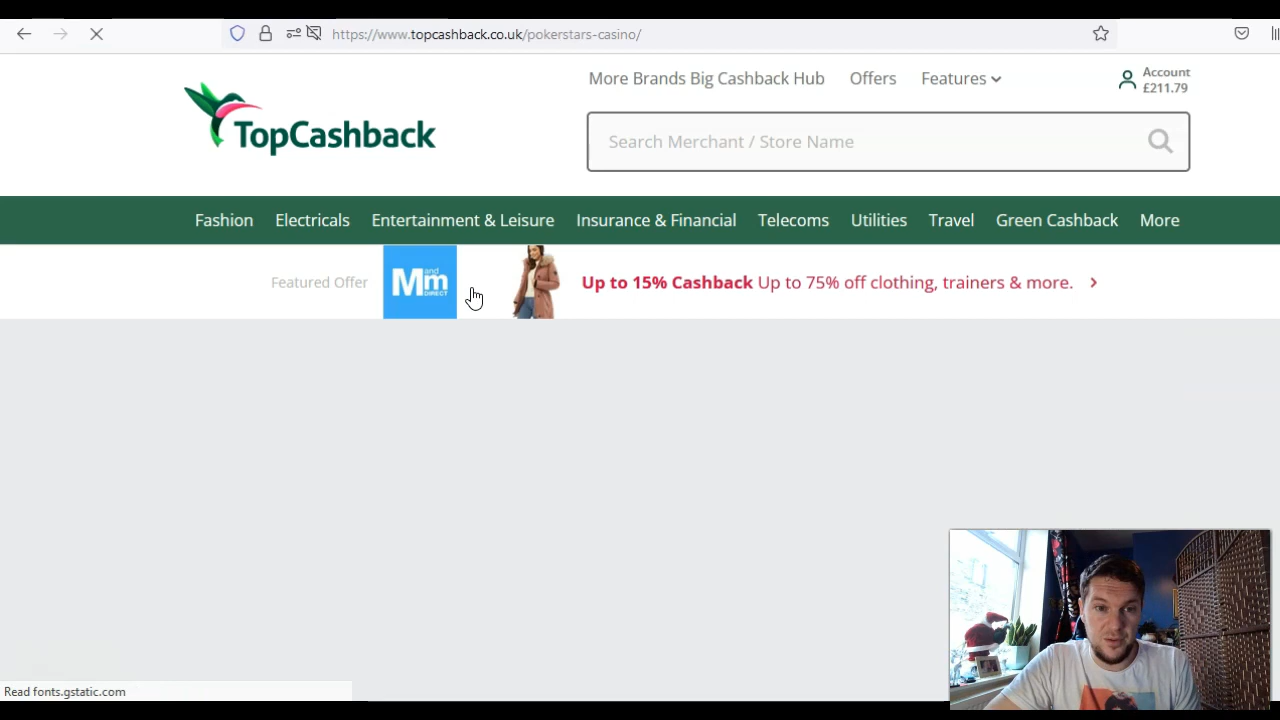 https://www.topcashback.co.uk/pokerstars-casino/
More Brands Big Cashback Hub Offers Features Account
£211.79
TopCashback
Search Merchant / Store Name
Fashion Electricals Entertainment & Leisure Insurance & Financial Telecoms Utilities Travel Green Cashback More
Featured Offer MandM DIRECT Up to 15% Cashback Up to 75% off clothing, trainers & more.
Read fonts.gstatic.com